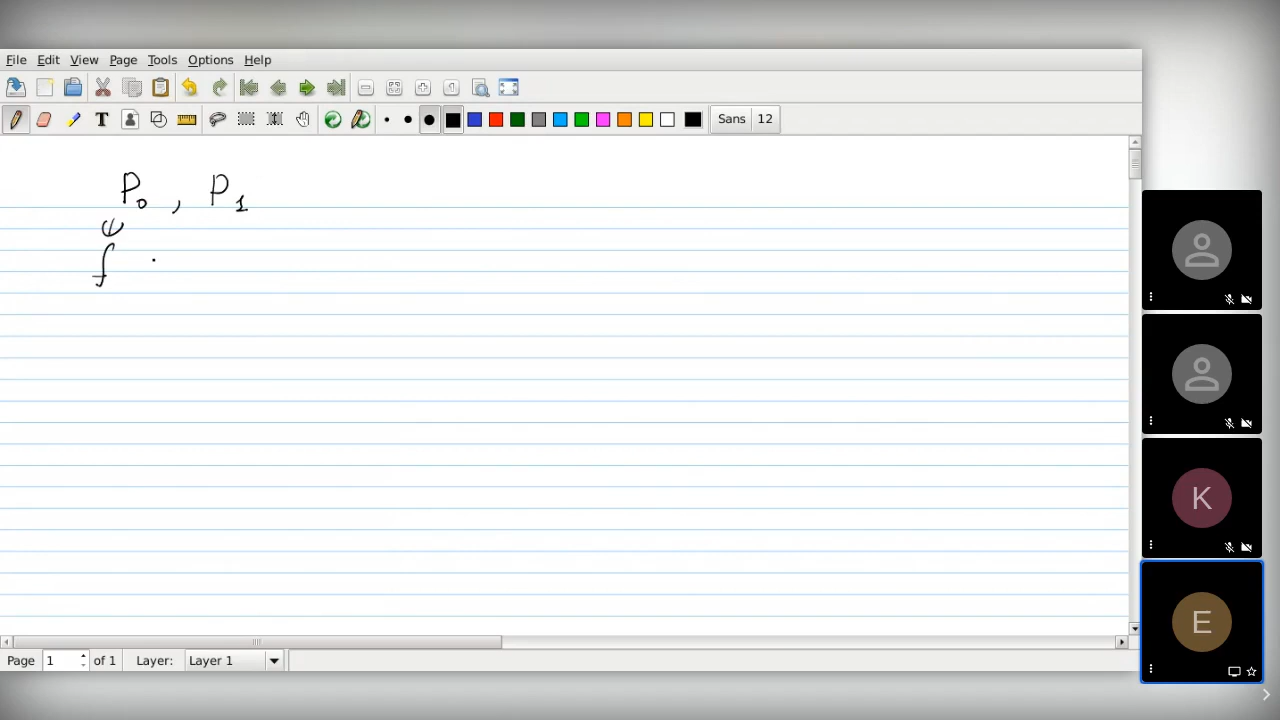 File Edit View Page Tools Options Help
Sans 12
P₀ , P₁
ψ
f .
K
E
Page 1 of 1 Layer: Layer 1